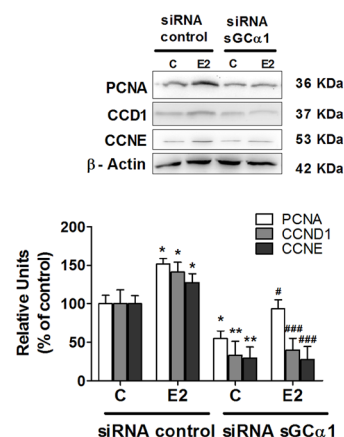 siRNA siRNA
control sGCα1
C E2 C E2
PCNA 36 KDa
CCD1 37 KDa
CCNE 53 KDa
β- Actin 42 KDa
PCNA
CCND1
CCNE
Relative Units
(% of control)
200
150
100
50
0
* * *
* ** **
# ### ###
C E2 C E2
siRNA control siRNA sGCα1